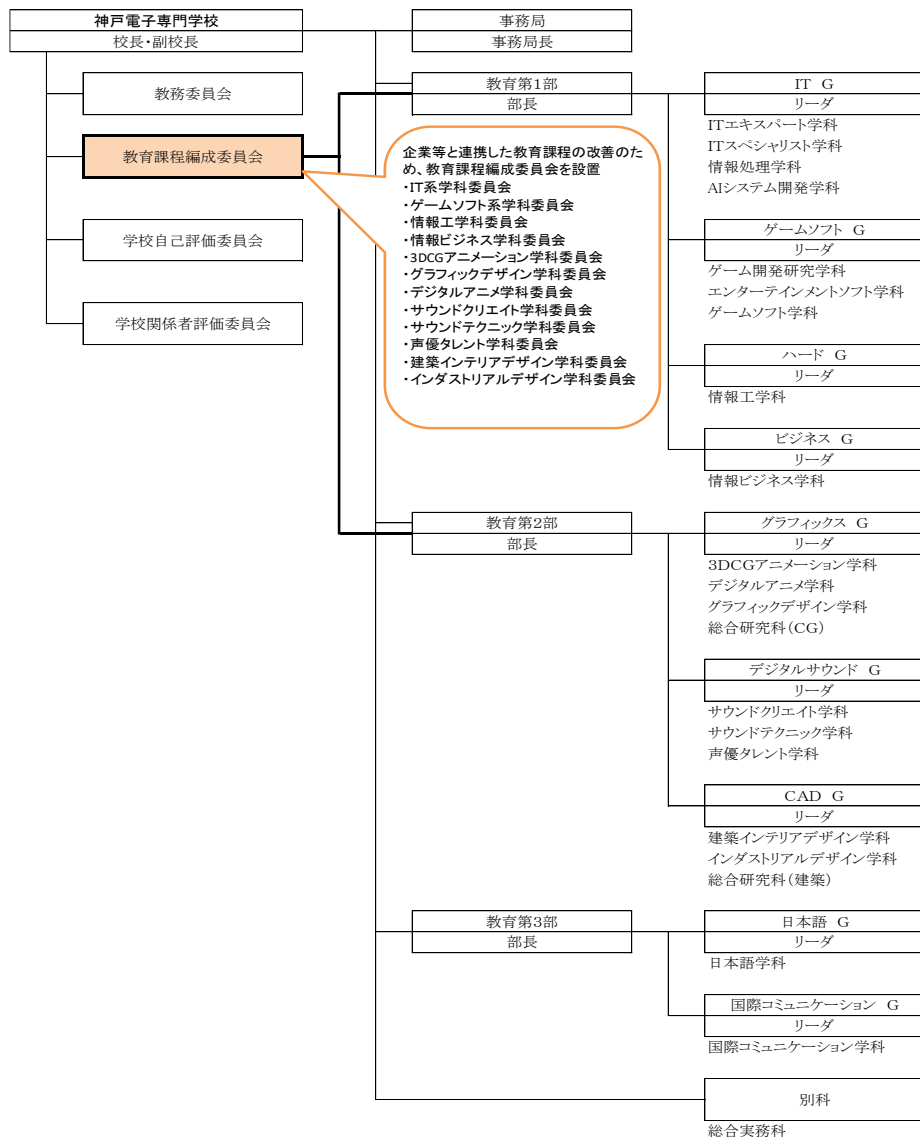 神戸電子専門学校
校長・副校長
教務委員会
教育課程編成委員会
学校自己評価委員会
学校関係者評価委員会
事務局
事務局長
教育第1部
部長
企業等と連携した教育課程の改善のた
め、教育課程編成委員会を設置
・IT系学科委員会
・ゲームソフト系学科委員会
・情報工学科委員会
・情報ビジネス学科委員会
・3DCGアニメーション学科委員会
・グラフィックデザイン学科委員会
・デジタルアニメ学科委員会
・サウンドクリエイト学科委員会
・サウンドテクニック学科委員会
・声優タレント学科委員会
・建築インテリアデザイン学科委員会
・インダストリアルデザイン学科委員会
IT G
リーダ
ITエキスパート学科
ITスペシャリスト学科
情報処理学科
AIシステム開発学科
ゲームソフト G
リーダ
ゲーム開発研究学科
エンターテインメントソフト学科
ゲームソフト学科
ハード G
リーダ
情報工学科
ビジネス G
リーダ
情報ビジネス学科
教育第2部
部長
グラフィックス G
リーダ
3DCGアニメーション学科
デジタルアニメ学科
グラフィックデザイン学科
総合研究科(CG)
デジタルサウンド G
リーダ
サウンドクリエイト学科
サウンドテクニック学科
声優タレント学科
CAD G
リーダ
建築インテリアデザイン学科
インダストリアルデザイン学科
総合研究科(建築)
教育第3部
部長
日本語 G
リーダ
日本語学科
国際コミュニケーション G
リーダ
国際コミュニケーション学科
別科
総合実務科